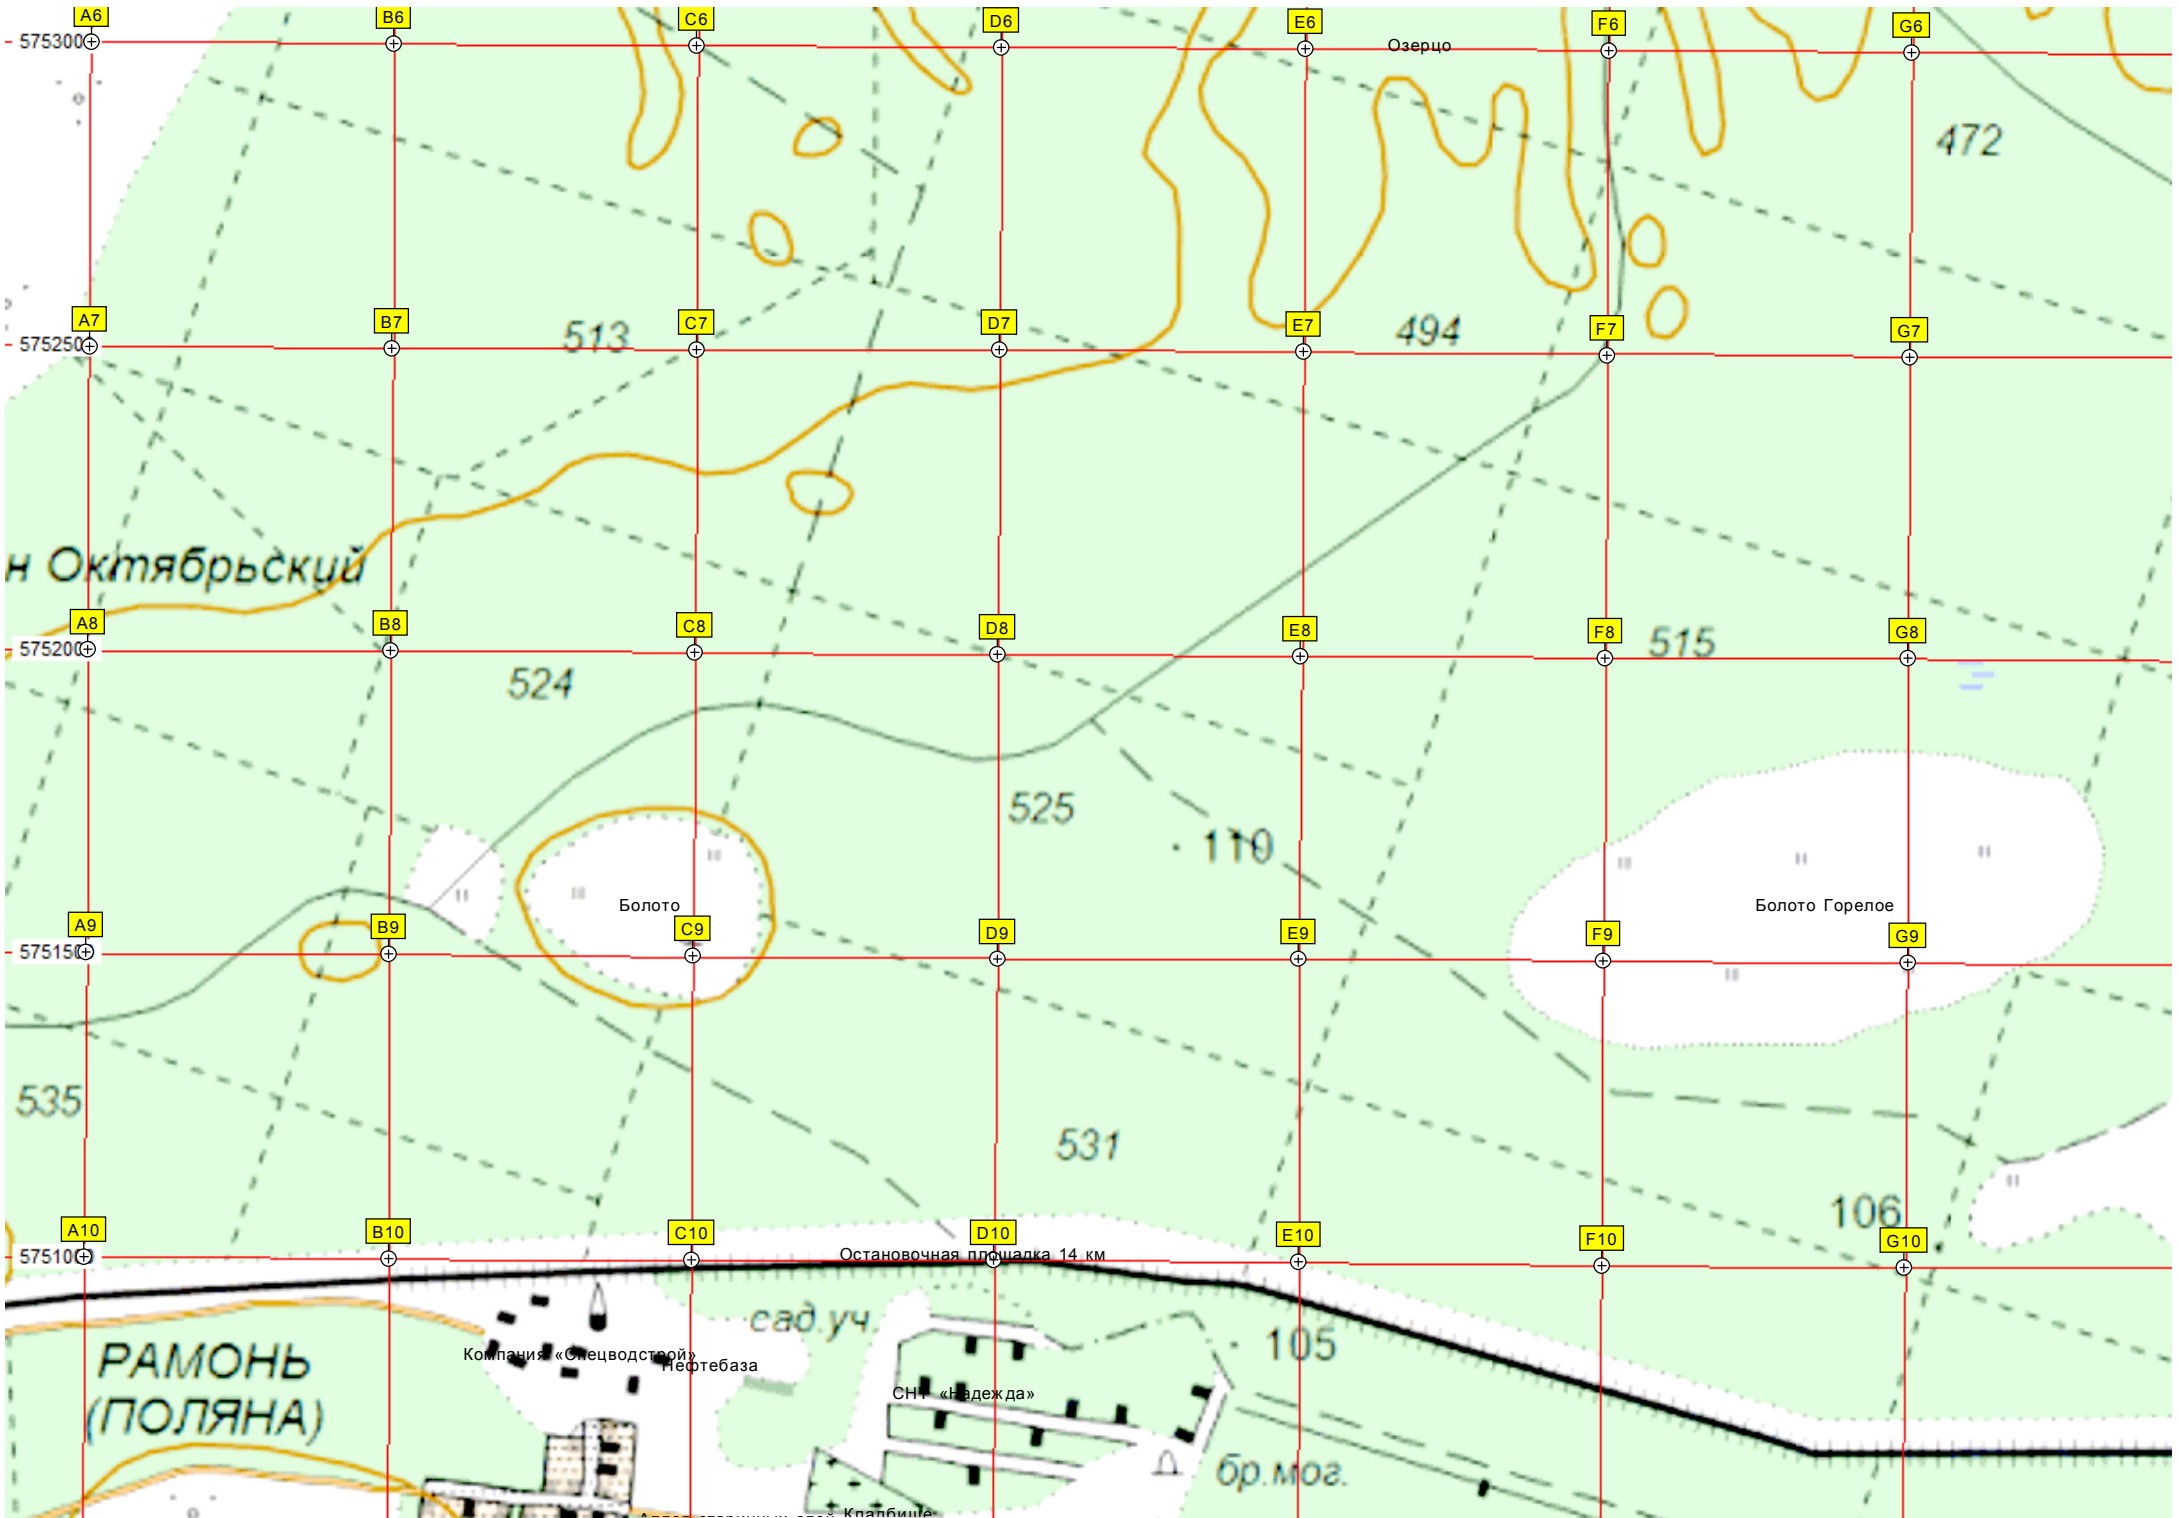 A6 B6 C6 D6 E6 F6 G6
575300
Озерцо
472
A7 B7 C7 D7 E7 F7 G7
575250
513
494
н Октябрьский
A8 B8 C8 D8 E8 F8 G8
575200
515
524
525
110
Болото
Болото Горелое
A9 B9 C9 D9 E9 F9 G9
575150
535
531
106
A10 B10 C10 D10 E10 F10 G10
575100
Остановочная площадка 14 км
сад.уч.
105
РАМОНЬ
(ПОЛЯНА)
Компания «Спецводстрой»
Нефтебаза
СНТ «Надежда»
бр.мог.
Кладбище